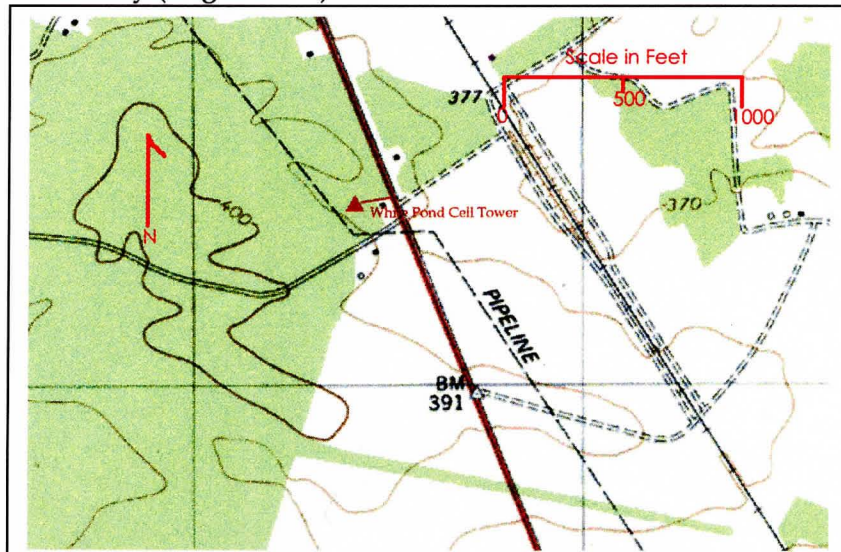 Scale in Feet
377
0
500
1000
400
370
White Pond Cell Tower
N
PIPELINE
BM
391